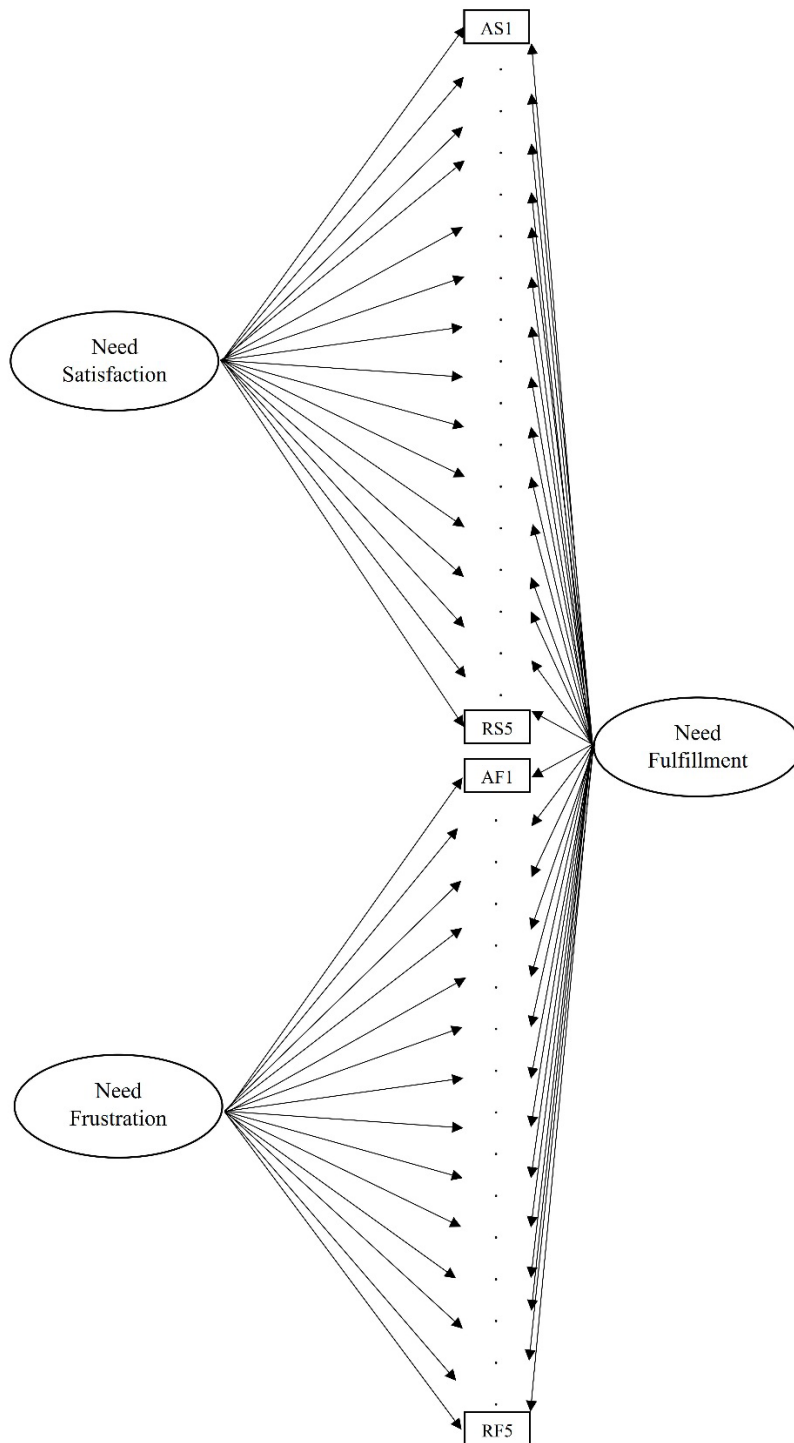 AS1
Need
Satisfaction
RS5
Need
Fulfillment
AF1
Need
Frustration
RF5